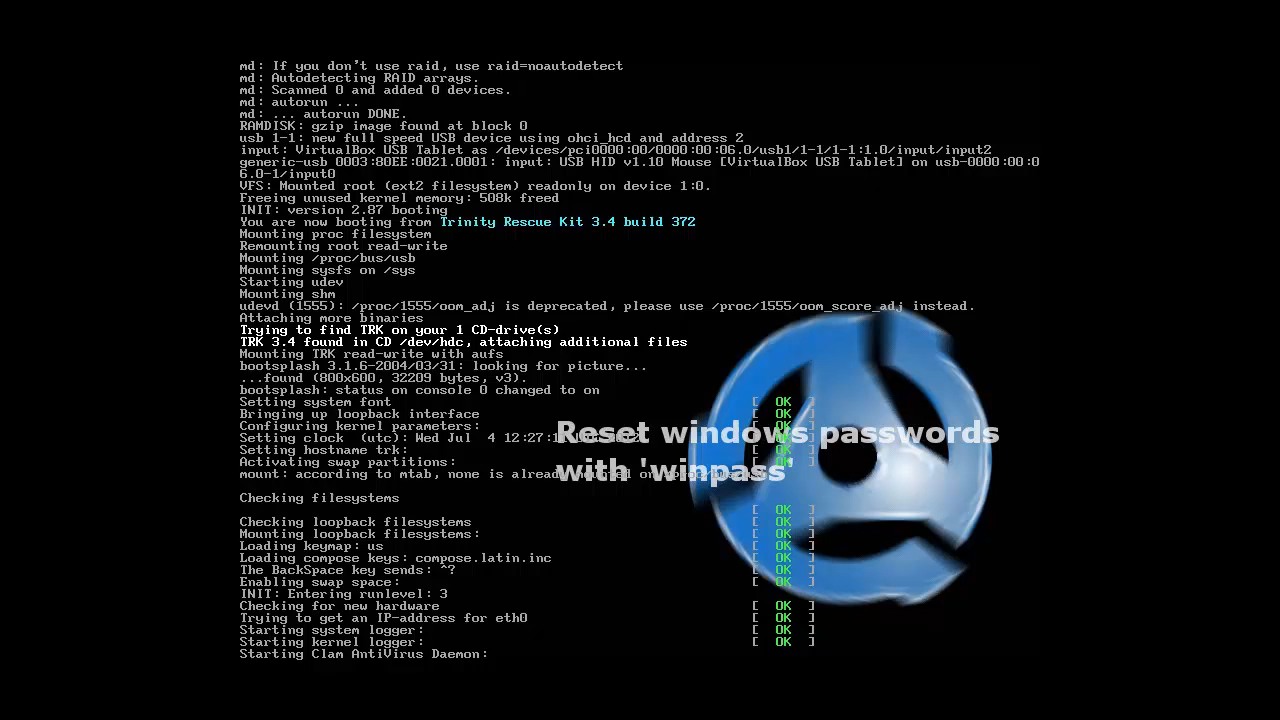 md: If you don't use raid, use raid=noautodetect
md: Autodetecting RAID arrays.
md: Scanned 0 and added 0 devices.
md: autorun ...
md: ... autorun DONE.
RAMDISK: gzip image found at block 0
usb 1-1: new full speed USB device using ohci_hcd and address 2
input: VirtualBox USB Tablet as /devices/pci0000:00/0000:00:06.0/usb1/1-1/1-1:1.0/input/input2
generic-usb 0003:80EE:0021.0001: input: USB HID v1.10 Mouse [VirtualBox USB Tablet] on usb-0000:00:0
6.0-1/input0
VFS: Mounted root (ext2 filesystem) readonly on device 1:0.
Freeing unused kernel memory: 508k freed
INIT: version 2.87 booting
You are now booting from Trinity Rescue Kit 3.4 build 372
Mounting proc filesystem
Remounting root read-write
Mounting /proc/bus/usb
Mounting sysfs on /sys
Starting udev
Mounting shm
udevd (1555): /proc/1555/oom_adj is deprecated, please use /proc/1555/oom_score_adj instead.
Attaching more binaries
Trying to find TRK on your 1 CD-drive(s)
TRK 3.4 found in CD /dev/hdc, attaching additional files
Mounting TRK read-write with aufs
bootsplash 3.1.6-2004/03/31: looking for picture...
...found (800x600, 32209 bytes, v3).
bootsplash: status on console 0 changed to on
Setting system font [ OK ]
Bringing up loopback interface [ OK ]
Configuring kernel parameters: [ OK ]
Reset windows passwords
Setting clock (utc): Wed Jul 4 12:27:1
Setting hostname trk: [ OK ]
Activating swap partitions: [ OK ]
with 'winpass'
mount: according to mtab, none is already mounted on
Checking filesystems
[ OK ]
Checking loopback filesystems [ OK ]
Mounting loopback filesystems: [ OK ]
Loading keymap: us [ OK ]
Loading compose keys: compose.latin.inc [ OK ]
The BackSpace key sends: ^? [ OK ]
Enabling swap space: [ OK ]
INIT: Entering runlevel: 3
Checking for new hardware [ OK ]
Trying to get an IP-address for eth0 [ OK ]
Starting system logger: [ OK ]
Starting kernel logger: [ OK ]
Starting Clam AntiVirus Daemon: